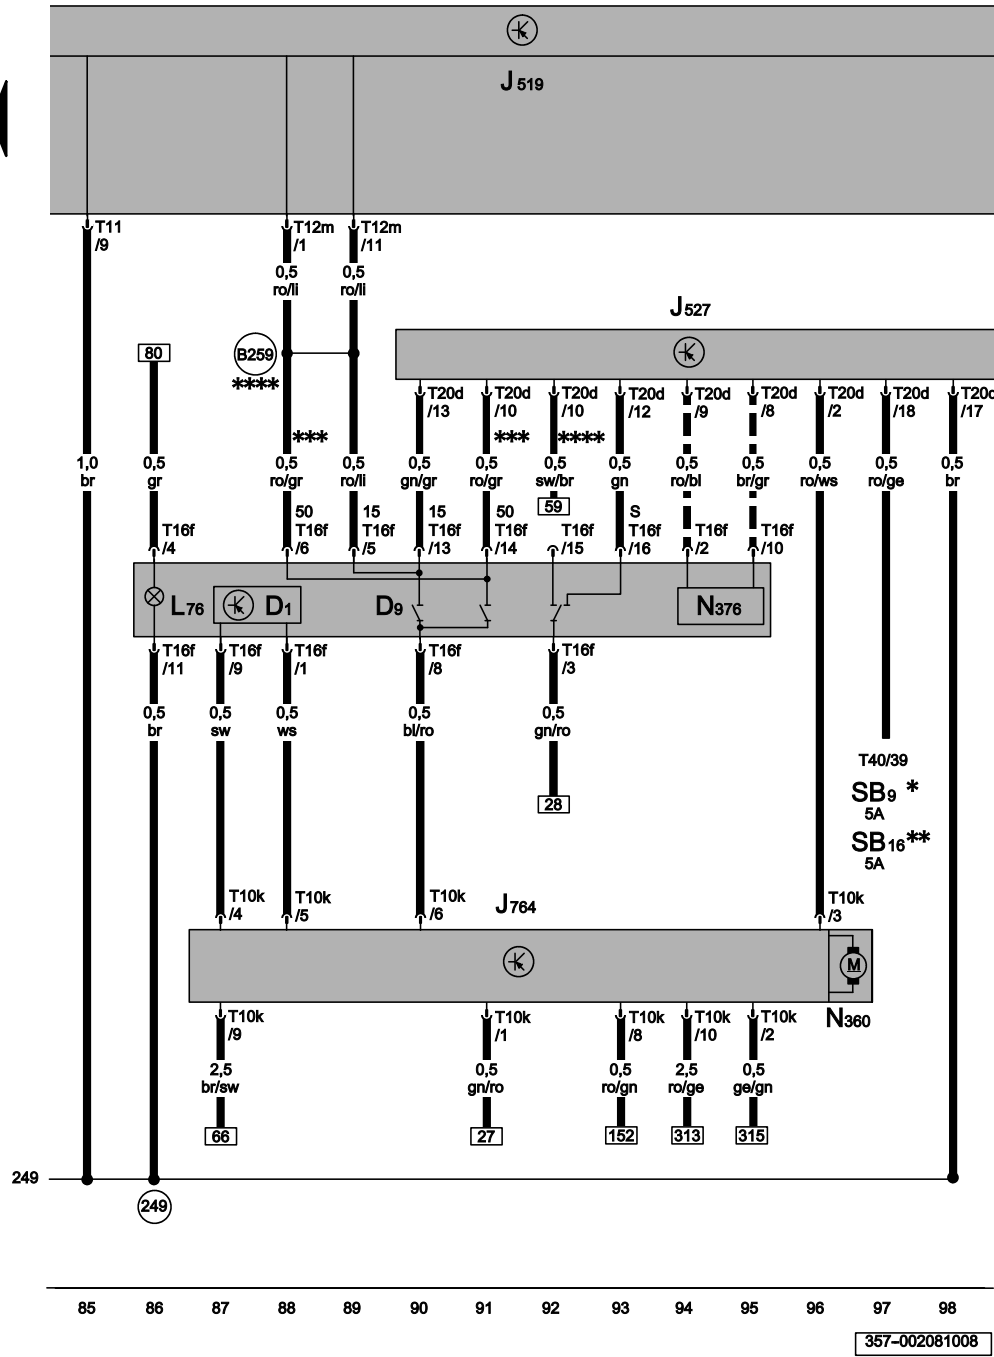 J 519
T11 T12m T12m
/9 /1 /11
0,5 0,5
ro/li ro/li
J527
80 B259
****
T20d T20d T20d T20d T20d T20d T20d T20d T20d
/13 /10 /10 /12 /9 /8 /2 /18 /17
*** *** ****
1,0 0,5 0,5 0,5 0,5 0,5 0,5 0,5 0,5 0,5 0,5 0,5 0,5
br gr ro/gr ro/li gn/gr ro/gr sw/br gn ro/bl br/gr ro/ws ro/ge br
59
50 15 15 50 S
T16f T16f T16f T16f T16f T16f T16f T16f T16f
/4 /6 /5 /13 /14 /15 /16 /2 /10
L76 D1 D9 N376
T16f T16f T16f T16f T16f
/11 /9 /1 /8 /3
0,5 0,5 0,5 0,5 0,5
br sw ws bl/ro gn/ro
T40/39
SB9 *
28
5A
SB16**
5A
T10k T10k T10k T10k
/4 /5 /6 /3
J764
M
N360
T10k T10k T10k T10k T10k
/9 /1 /8 /10 /2
2,5 0,5 0,5 2,5 0,5
br/sw gn/ro ro/gn ro/ge ge/gn
66 27 152 313 315
249
249
85 86 87 88 89 90 91 92 93 94 95 96 97 98
357-002081008